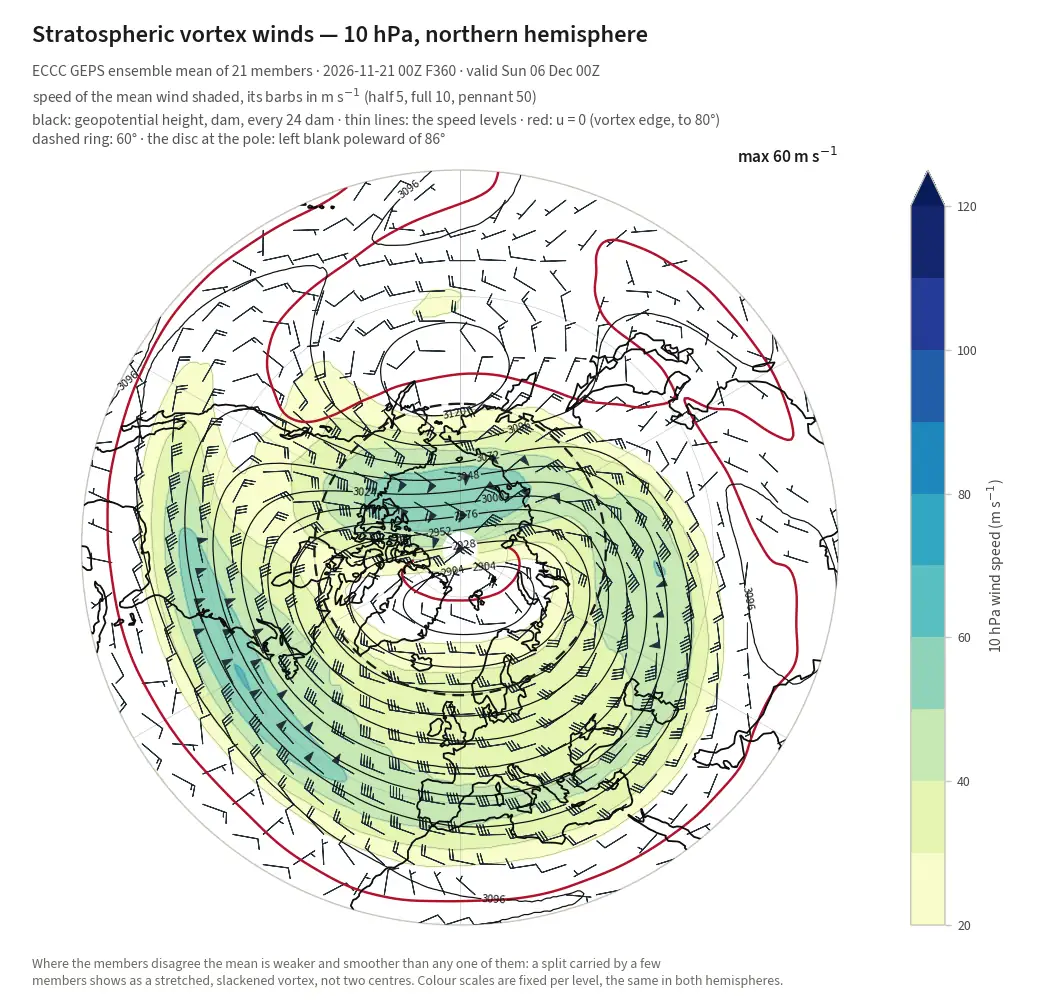 Stratospheric vortex winds — 10 hPa, northern hemisphere
ECCC GEPS ensemble mean of 21 members · 2026-11-21 00Z F360 · valid Sun 06 Dec 00Z
speed of the mean wind shaded, its barbs in m s⁻¹ (half 5, full 10, pennant 50)
black: geopotential height, dam, every 24 dam · thin lines: the speed levels · red: u = 0 (vortex edge, to 80°)
dashed ring: 60° · the disc at the pole: left blank poleward of 86°
max 60 m s⁻¹
3096
3096
3120
3072
3048
3024
3000
2952
2928
2904
2904
3096
3096
120
100
80
60
40
20
10 hPa wind speed (m s⁻¹)
Where the members disagree the mean is weaker and smoother than any one of them: a split carried by a few
members shows as a stretched, slackened vortex, not two centres. Colour scales are fixed per level, the same in both hemispheres.